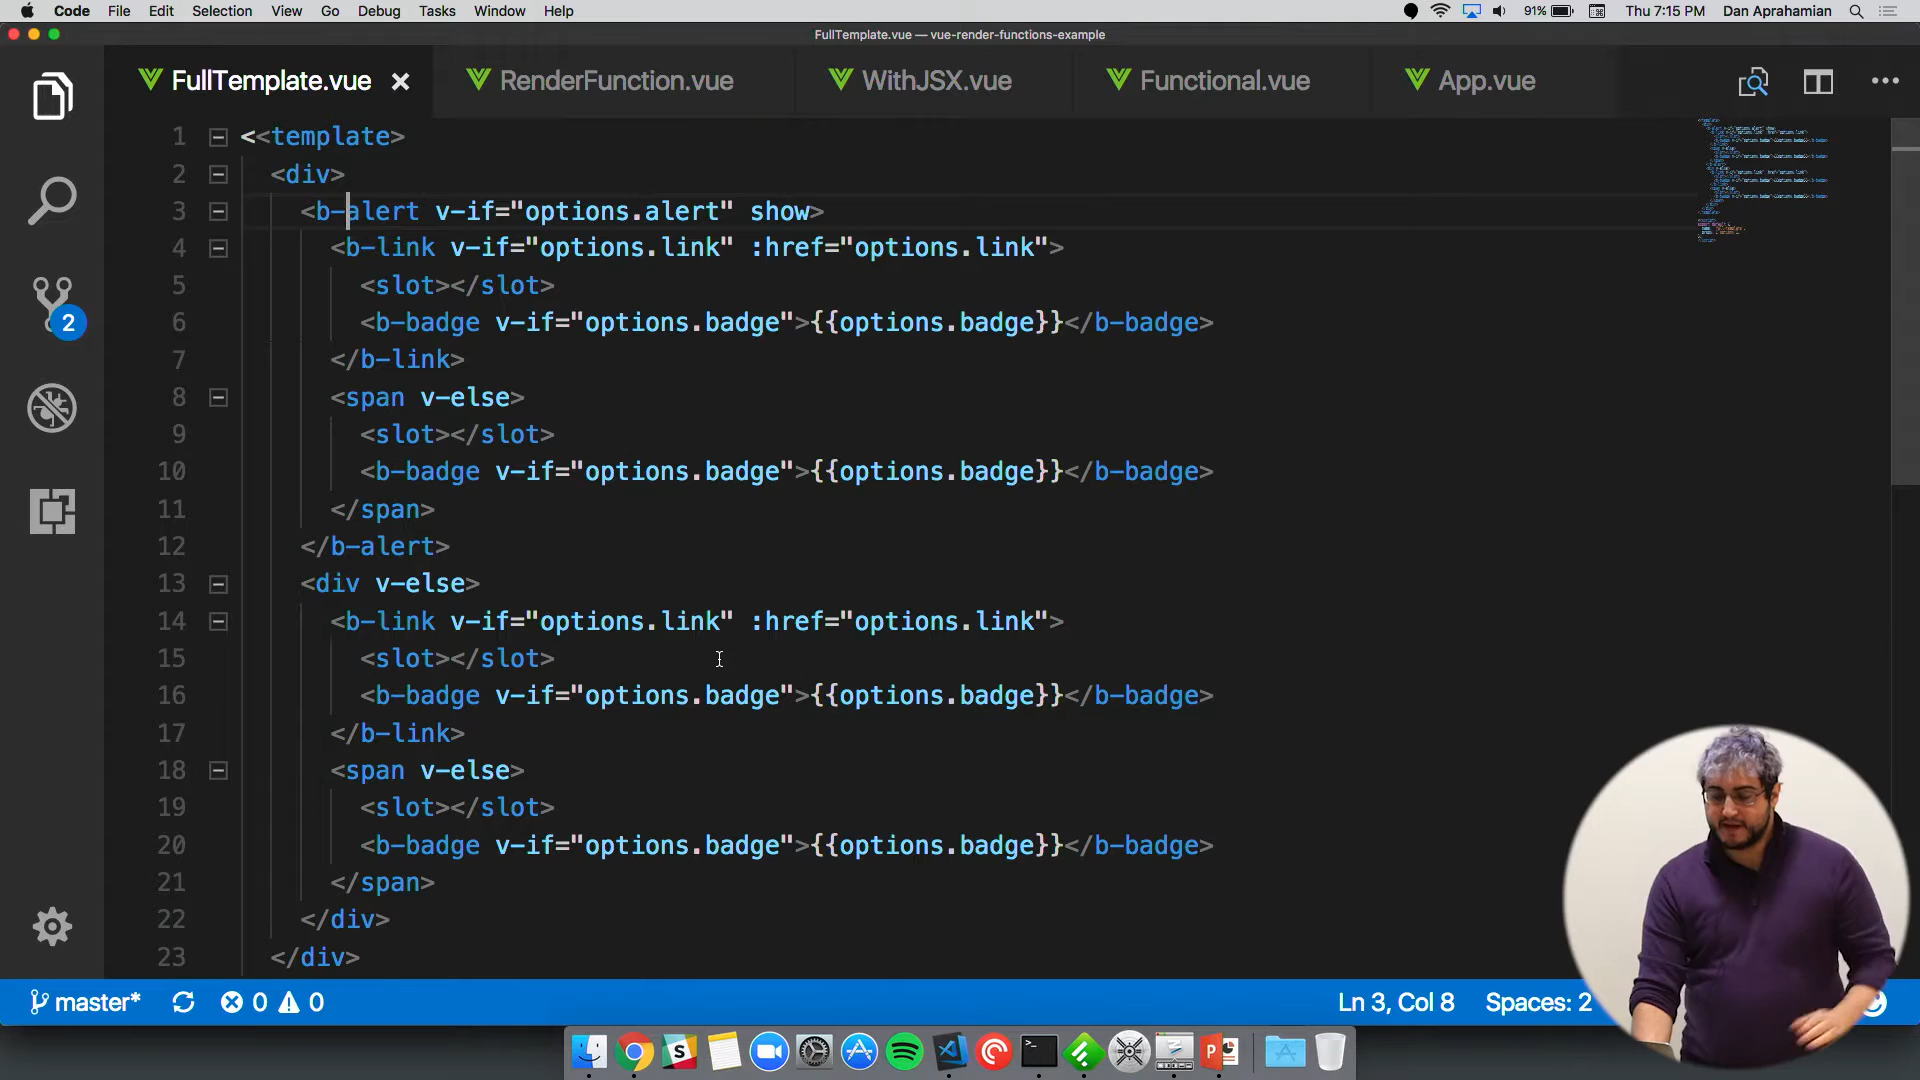 Code File Edit Selection View Go Debug Tasks Window Help 91% Thu 7:15 PM Dan Aprahamian
FullTemplate.vue — vue-render-functions-example
FullTemplate.vue RenderFunction.vue WithJSX.vue Functional.vue App.vue
1 <<template>
2 <div>
3 <b-alert v-if="options.alert" show>
4 <b-link v-if="options.link" :href="options.link">
5 <slot></slot>
6 <b-badge v-if="options.badge">{{options.badge}}</b-badge>
7 </b-link>
8 <span v-else>
9 <slot></slot>
10 <b-badge v-if="options.badge">{{options.badge}}</b-badge>
11 </span>
12 </b-alert>
13 <div v-else>
14 <b-link v-if="options.link" :href="options.link">
15 <slot></slot>
16 <b-badge v-if="options.badge">{{options.badge}}</b-badge>
17 </b-link>
18 <span v-else>
19 <slot></slot>
20 <b-badge v-if="options.badge">{{options.badge}}</b-badge>
21 </span>
22 </div>
23 </div>
2
master* 0 0 Ln 3, Col 8 Spaces: 2